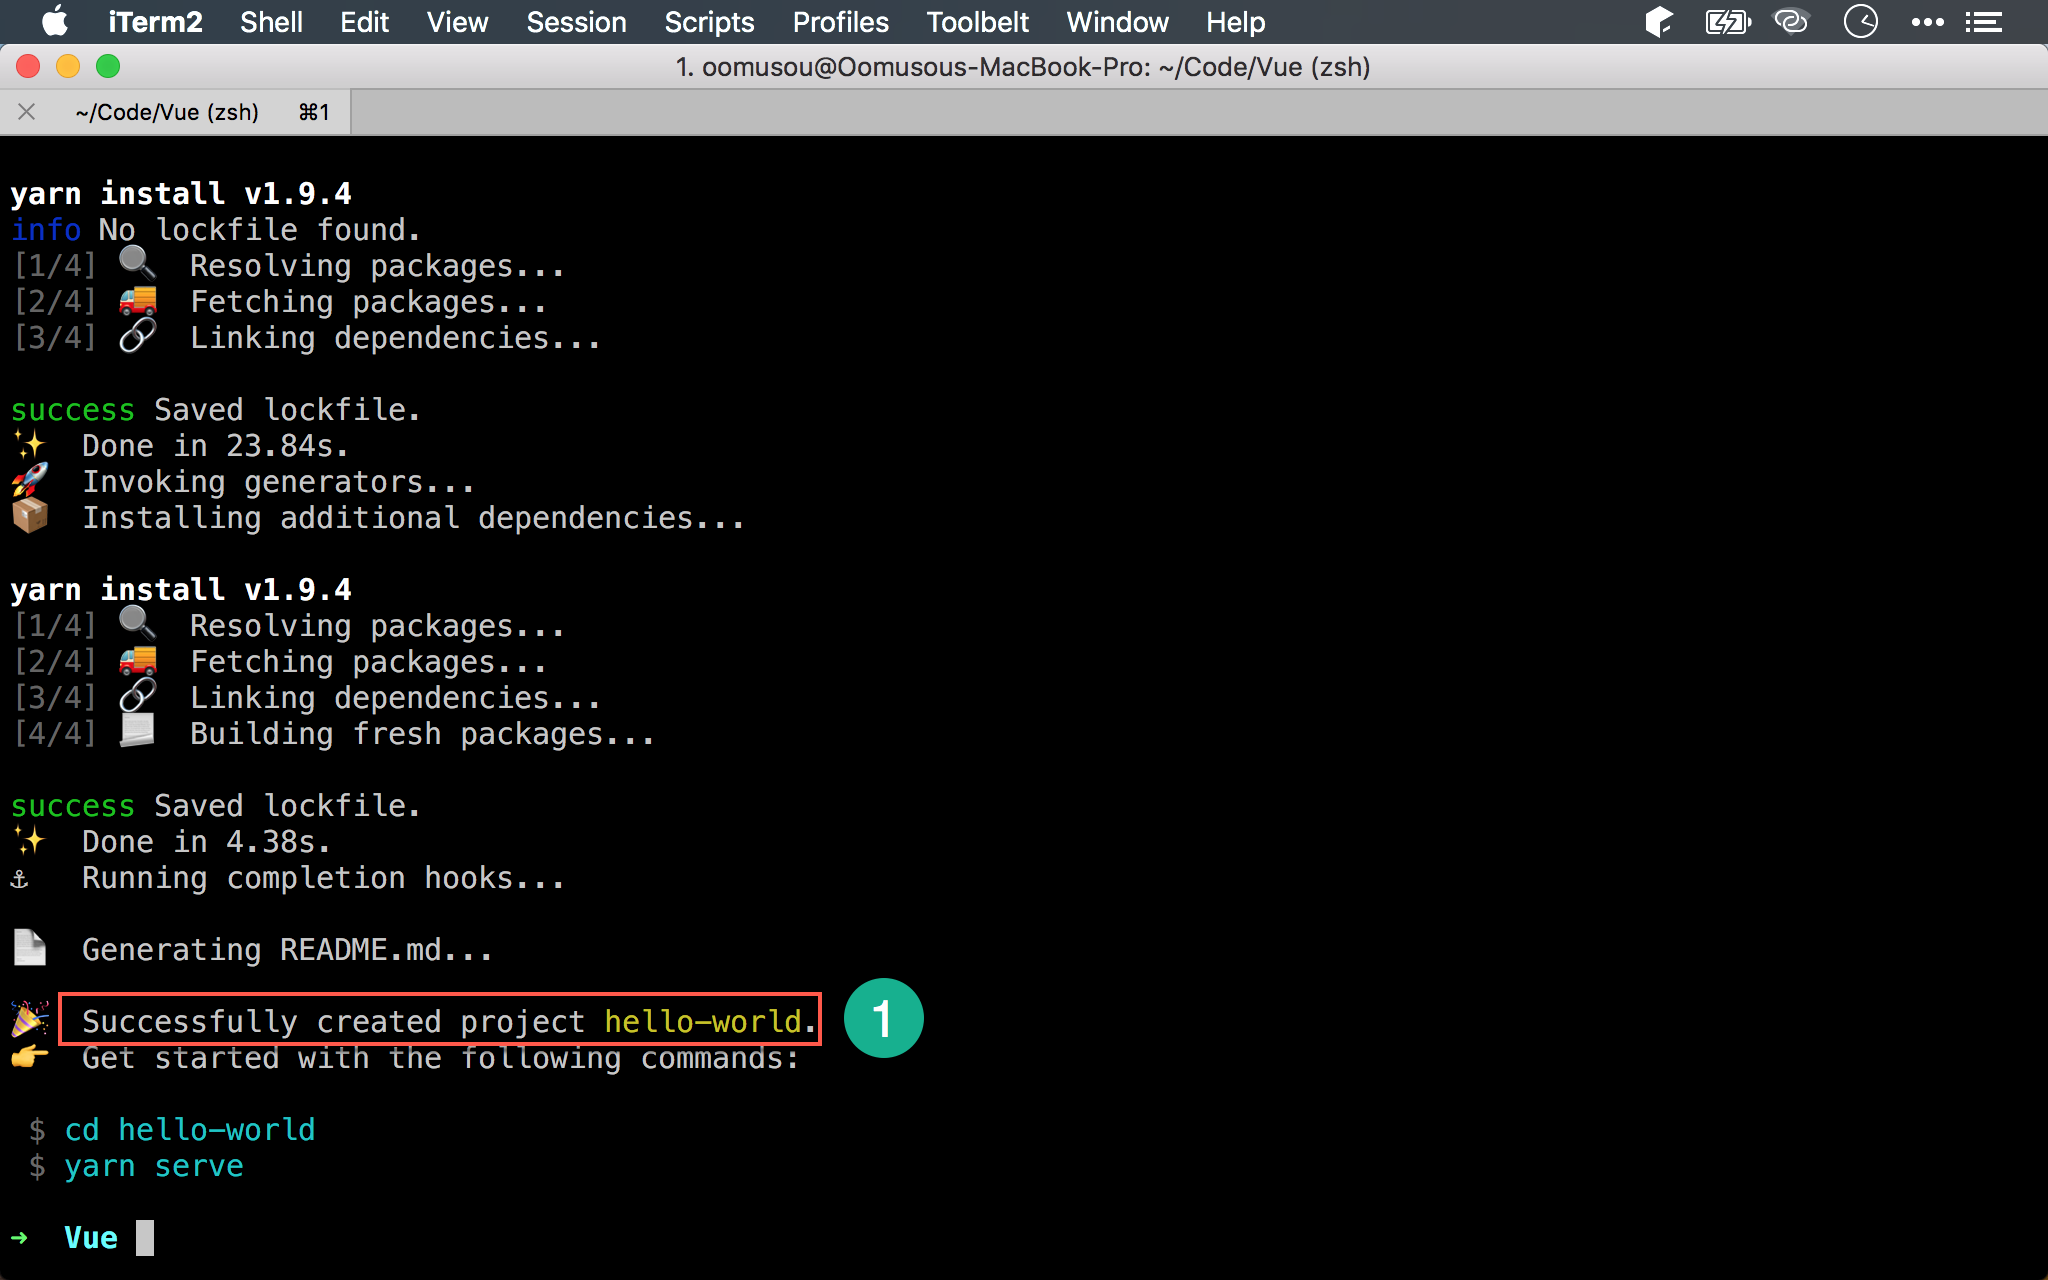 iTerm2 Shell Edit View Session Scripts Profiles Toolbelt Window Help
1. oomusou@Oomusous-MacBook-Pro: ~/Code/Vue (zsh)
~/Code/Vue (zsh) ⌘1
yarn install v1.9.4
info No lockfile found.
[1/4] 🔍 Resolving packages...
[2/4] 🚚 Fetching packages...
[3/4] 🔗 Linking dependencies...
success Saved lockfile.
✨ Done in 23.84s.
🚀 Invoking generators...
📦 Installing additional dependencies...
yarn install v1.9.4
[1/4] 🔍 Resolving packages...
[2/4] 🚚 Fetching packages...
[3/4] 🔗 Linking dependencies...
[4/4] 📃 Building fresh packages...
success Saved lockfile.
✨ Done in 4.38s.
⚓ Running completion hooks...
📄 Generating README.md...
🎉 Successfully created project hello-world. 1
👉 Get started with the following commands:
$ cd hello-world
$ yarn serve
➜ Vue